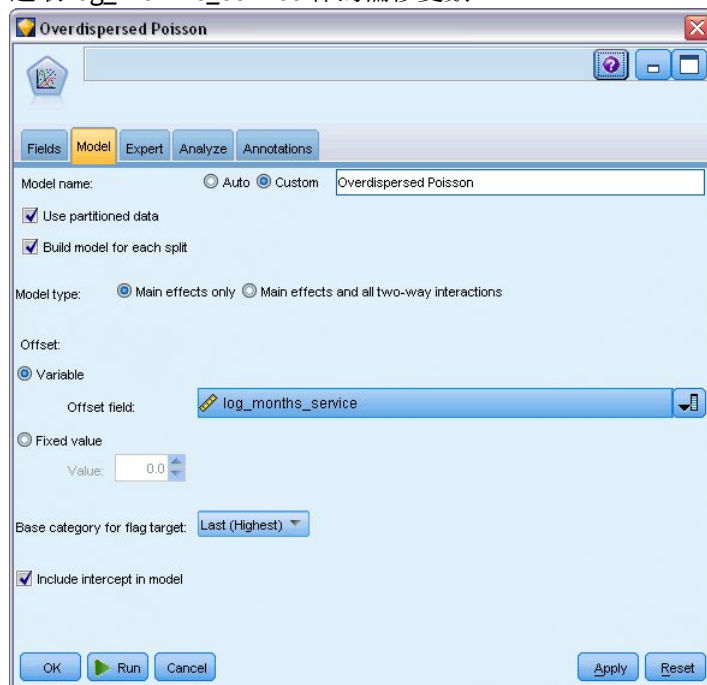 Overdispersed Poisson
Fields Model Expert Analyze Annotations
Model name: Auto Custom Overdispersed Poisson
Use partitioned data
Build model for each split
Model type: Main effects only Main effects and all two-way interactions
Offset:
Variable
Offset field: log_months_service
Fixed value
Value: 0.0
Base category for flag target: Last (Highest)
Include intercept in model
OK Run Cancel Apply Reset